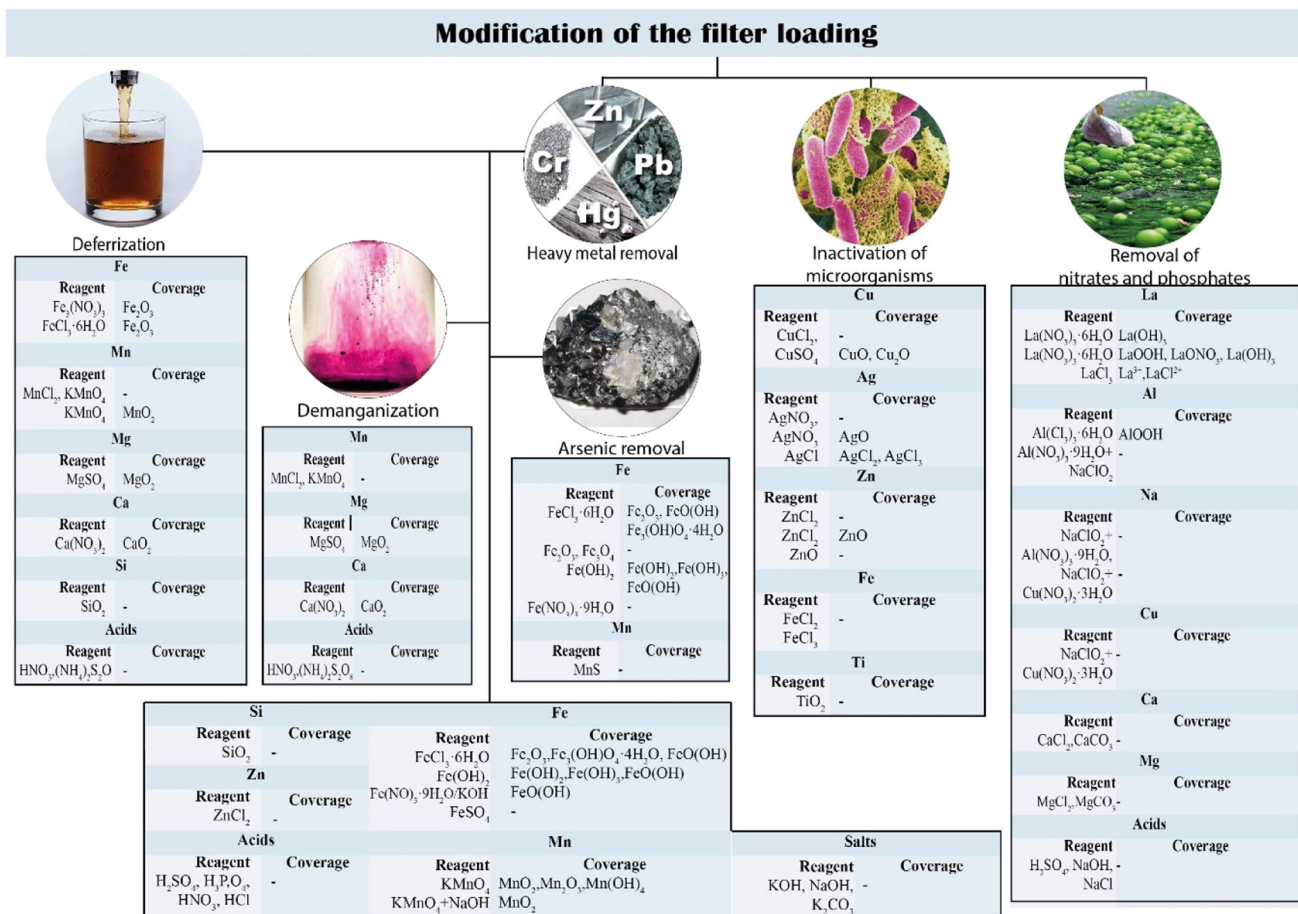 Modification of the filter loading
Zn
Cr
Pb
Hg
Deferrization
Heavy metal removal
Inactivation of
microorganisms
Removal of
nitrates and phosphates
Demanganization
Arsenic removal
Fe
Reagent Coverage
Fe₃(NO₃)₃ Fe₂O₃
FeCl₃·6H₂O Fe₂O₃
Mn
Reagent Coverage
MnCl₂, KMnO₄ -
KMnO₄ MnO₂
Mg
Reagent Coverage
MgSO₄ MgO₂
Ca
Reagent Coverage
Ca(NO₃)₂ CaO₂
Si
Reagent Coverage
SiO₂ -
Acids
Reagent Coverage
HNO₃,(NH₄)₂S₂O -
Mn
Reagent Coverage
MnCl₂, KMnO₄ -
Mg
Reagent Coverage
MgSO₄ MgO₂
Ca
Reagent Coverage
Ca(NO₃)₂ CaO₂
Acids
Reagent Coverage
HNO₃,(NH₄)₂S₂O₈ -
Fe
Reagent Coverage
FeCl₃·6H₂O Fe₂O₃, FeO(OH)
Fe₃(OH)O₄·4H₂O
Fe₂O₃, Fe₃O₄ -
Fe(OH)₂ Fe(OH)₂,Fe(OH)₃,
FeO(OH)
Fe(NO₃)₃·9H₂O -
Mn
Reagent Coverage
MnS -
Cu
Reagent Coverage
CuCl₂, -
CuSO₄ CuO, Cu₂O
Ag
Reagent Coverage
AgNO₃, -
AgNO₃ AgO
AgCl AgCl₂, AgCl₃
Zn
Reagent Coverage
ZnCl₂ -
ZnCl₂ ZnO
ZnO -
Fe
Reagent Coverage
FeCl₂ -
FeCl₃
Ti
Reagent Coverage
TiO₂ -
La
Reagent Coverage
La(NO₃)₃·6H₂O La(OH)₃
La(NO₃)₃·6H₂O LaOOH, LaONO₃, La(OH)₃
LaCl₃ La³⁺,LaCl²⁺
Al
Reagent Coverage
Al(Cl₃)₃·6H₂O AlOOH
Al(NO₃)₃·9H₂O+ -
NaClO₂
Na
Reagent Coverage
NaClO₂+ -
Al(NO₃)₃·9H₂O,
NaClO₂+ -
Cu(NO₃)₂·3H₂O
Cu
Reagent Coverage
NaClO₂+ -
Cu(NO₃)₂·3H₂O
Ca
Reagent Coverage
CaCl₂,CaCO₃ -
Mg
Reagent Coverage
MgCl₂,MgCO₃ -
Acids
Reagent Coverage
H₂SO₄, NaOH, -
NaCl
Si
Reagent Coverage
SiO₂ -
Zn
Reagent Coverage
ZnCl₂ -
Acids
Reagent Coverage
H₂SO₄, H₃P,O₄, -
HNO₃, HCl
Fe
Reagent Coverage
FeCl₃·6H₂O Fe₂O₃,Fe₃(OH)O₄·4H₂O, FeO(OH)
Fe(OH)₂ Fe(OH)₂,Fe(OH)₃,FeO(OH)
Fe(NO)₃·9H₂O/KOH FeO(OH)
FeSO₄ -
Mn
Reagent Coverage
KMnO₄ MnO₂,Mn₂O₃,Mn(OH)₄
KMnO₄+NaOH MnO₂
Salts
Reagent Coverage
KOH, NaOH, -
K₂CO₃